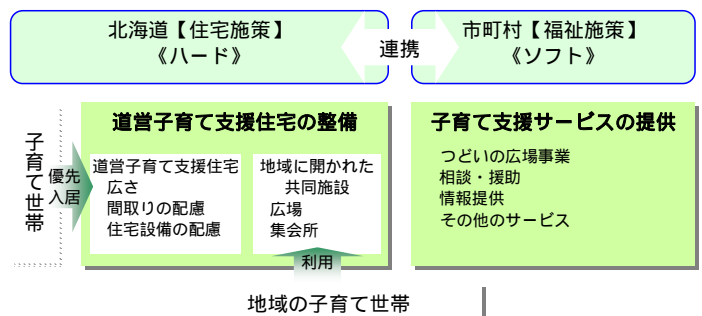 北海道【住宅施策】
《ハード》
連携
市町村【福祉施策】
《ソフト》
子育て世帯
優先
入居
道営子育て支援住宅の整備
道営子育て支援住宅
広さ
間取りの配慮
住宅設備の配慮
地域に開かれた
共同施設
広場
集会所
利用
地域の子育て世帯
子育て支援サービスの提供
つどいの広場事業
相談・援助
情報提供
その他のサービス